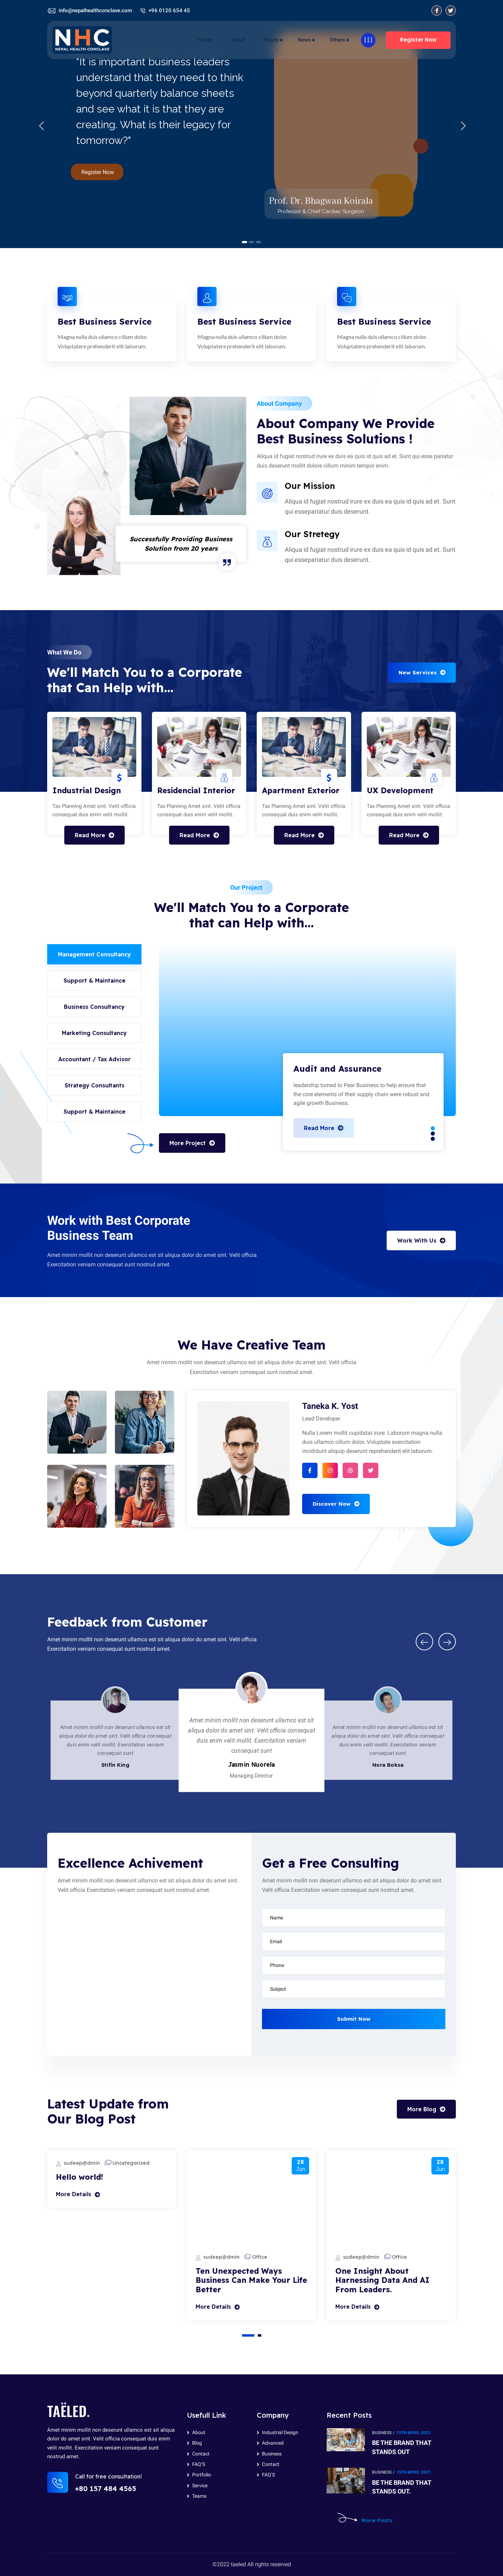 info@nepalhealthconclave.com +96 0120 654 45
NHC
NEPAL HEALTH CONCLAVE
Home About Pages News Others
Register Now
"It is important business leaders
understand that they need to think
beyond quarterly balance sheets
and see what it is that they are
creating. What is their legacy for
tomorrow?"
Register Now
Prof. Dr. Bhagwan Koirala
Professor & Chief Cardiac Surgeon
Best Business Service
Magna nulla duis ullamco cillum dolor.
Voluptatere prehenderit elit laborum.
Best Business Service
Magna nulla duis ullamco cillum dolor.
Voluptatere prehenderit elit laborum.
Best Business Service
Magna nulla duis ullamco cillum dolor.
Voluptatere prehenderit elit laborum.
Successfully Providing Business
Solution from 20 years
About Company
About Company We Provide
Best Business Solutions !
Aliqua id fugiat nostrud irure ex duis ea quis id quis ad et. Sunt qui esse pariatur
duis deserunt mollit dolore cillum minim tempor enim.
Our Mission
Aliqua id fugiat nostrud irure ex duis ea quis id quis ad et. Sunt
qui essepariatur duis deserunt.
Our Stretegy
Aliqua id fugiat nostrud irure ex duis ea quis id quis ad et. Sunt
qui essepariatur duis deserunt.
What We Do
We'll Match You to a Corporate
that Can Help with...
New Services
Industrial Design
Tax Planning Amet sint. Velit officia
consequat duis enim velit mollit.
Read More
Residencial Interior
Tax Planning Amet sint. Velit officia
consequat duis enim velit mollit.
Read More
Apartment Exterior
Tax Planning Amet sint. Velit officia
consequat duis enim velit mollit.
Read More
UX Development
Tax Planning Amet sint. Velit officia
consequat duis enim velit mollit.
Read More
Our Project
We'll Match You to a Corporate
that can Help with...
Management Consultancy
Support & Maintaince
Business Consultancy
Marketing Consultancy
Accountant / Tax Advisor
Strategy Consultants
Support & Maintaince
Audit and Assurance
leadership turned to Pear Business to help ensure that
the core elements of their supply chain were robust and
agile growth Business.
Read More
More Project
Work with Best Corporate
Business Team
Amet minim mollit non deserunt ullamco est sit aliqua dolor do amet sint. Velit officia
Exercitation veniam consequat sunt nostrud amet.
Work With Us
We Have Creative Team
Amet minim mollit non deserunt ullamco est sit aliqua dolor do amet sint. Velit officia
Exercitation veniam consequat sunt nostrud amet.
Taneka K. Yost
Lead Developer
Nulla Lorem mollit cupidatat irure. Laborum magna nulla
duis ullamco cillum dolor. Voluptate exercitation
incididunt aliquip deserunt reprehenderit elit laborum.
Discover Now
Feedback from Customer
Amet minim mollit non deserunt ullamco est sit aliqua dolor do amet sint. Velit officia
Exercitation veniam consequat sunt nostrud amet.
Amet minim mollit non deserunt ullamco est sit
aliqua dolor do amet sint. Velit officia consequat
duis enim velit mollit. Exercitation veniam
consequat sunt
Stifin King
Amet minim mollit non deserunt ullamco est sit
aliqua dolor do amet sint. Velit officia consequat
duis enim velit mollit. Exercitation veniam
consequat sunt
Jasmin Nuorela
Managing Director
Amet minim mollit non deserunt ullamco est sit
aliqua dolor do amet sint. Velit officia consequat
duis enim velit mollit. Exercitation veniam
consequat sunt
Nora Boksa
Excellence Achivement
Amet minim mollit non deserunt ullamco est sit aliqua dolor do amet sint.
Velit officia Exercitation veniam consequat sunt nostrud amet.
Get a Free Consulting
Amet minim mollit non deserunt ullamco est sit aliqua dolor do amet sint.
Velit officia Exercitation veniam consequat sunt nostrud amet.
Name
Email
Phone
Subject
Submit Now
Latest Update from
Our Blog Post
More Blog
sudeep@dmin Uncategorized
Hello world!
More Details
28
Jun
sudeep@dmin Office
Ten Unexpected Ways
Business Can Make Your Life
Better
More Details
28
Jun
sudeep@dmin Office
One Insight About
Harnessing Data And AI
From Leaders.
More Details
TAËLED.
Amet minim mollit non deserunt ullamco est sit aliqua
dolor do amet sint. Velit officia consequat duis enim
velit mollit. Exercitation veniam consequat sunt
nostrud amet.
Call for free consultation!
+80 157 484 4565
Usefull Link
About
Blog
Contact
FAQ'S
Portfolio
Service
Teams
Company
Industrial Design
Advanced
Business
Contact
FAQ'S
Recent Posts
BUSINESS / 15TH APRIL 2021
BE THE BRAND THAT
STANDS OUT
BUSINESS / 15TH APRIL 2021
BE THE BRAND THAT
STANDS OUT.
More Posts
©2022 taeled All rights reserved